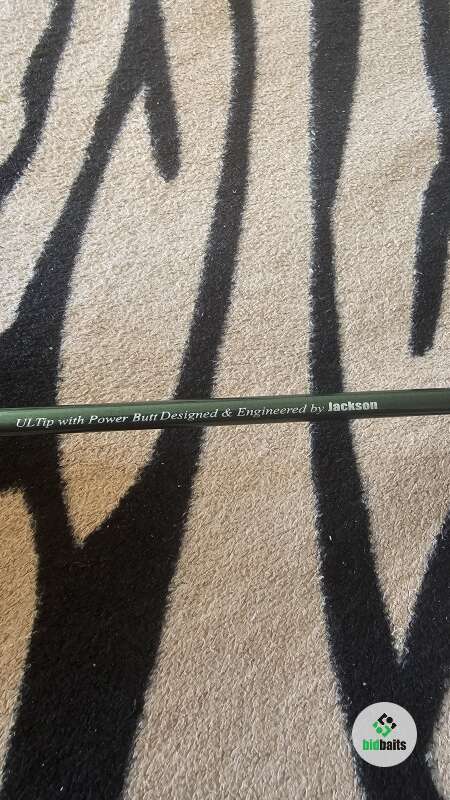 ULTip with Power Butt Designed & Engineered by Jackson
bidbaits